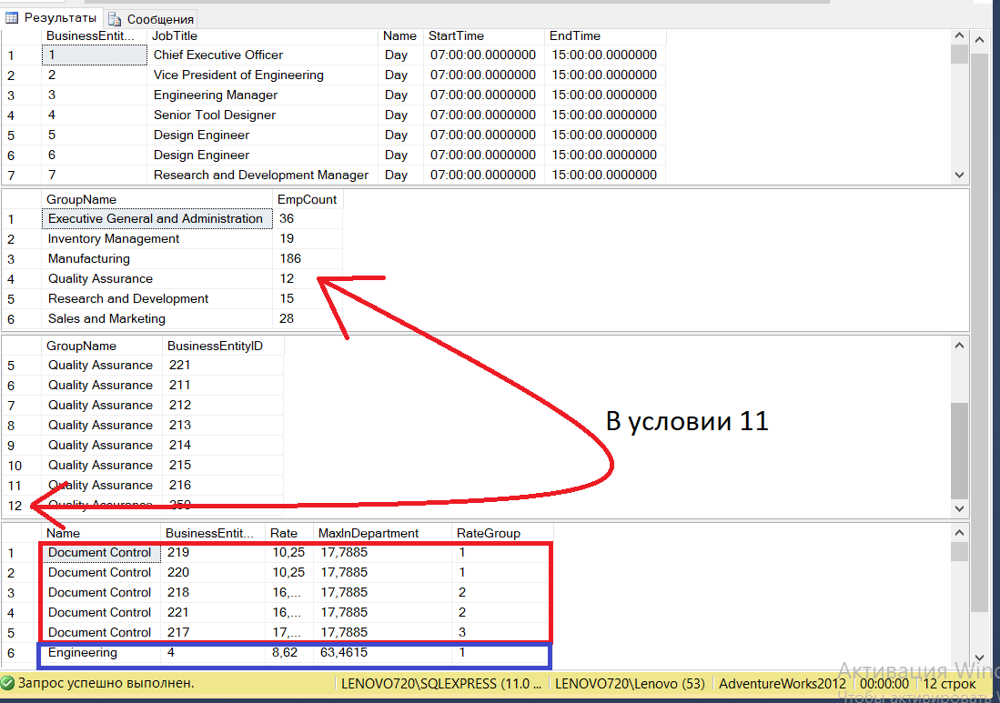 Результаты Сообщения
BusinessEntit... JobTitle Name StartTime EndTime
1 1 Chief Executive Officer Day 07:00:00.0000000 15:00:00.0000000
2 2 Vice President of Engineering Day 07:00:00.0000000 15:00:00.0000000
3 3 Engineering Manager Day 07:00:00.0000000 15:00:00.0000000
4 4 Senior Tool Designer Day 07:00:00.0000000 15:00:00.0000000
5 5 Design Engineer Day 07:00:00.0000000 15:00:00.0000000
6 6 Design Engineer Day 07:00:00.0000000 15:00:00.0000000
7 7 Research and Development Manager Day 07:00:00.0000000 15:00:00.0000000
GroupName EmpCount
1 Executive General and Administration 36
2 Inventory Management 19
3 Manufacturing 186
4 Quality Assurance 12
5 Research and Development 15
6 Sales and Marketing 28
GroupName BusinessEntityID
5 Quality Assurance 221
6 Quality Assurance 211
7 Quality Assurance 212
8 Quality Assurance 213
9 Quality Assurance 214
10 Quality Assurance 215
11 Quality Assurance 216
12 Quality Assurance
В условии 11
Name BusinessEntit... Rate MaxInDepartment RateGroup
1 Document Control 219 10,25 17,7885 1
2 Document Control 220 10,25 17,7885 1
3 Document Control 218 16,... 17,7885 2
4 Document Control 221 16,... 17,7885 2
5 Document Control 217 17,... 17,7885 3
6 Engineering 4 8,62 63,4615 1
Активация Wind
Запрос успешно выполнен. LENOVO720\SQLEXPRESS (11.0 ... LENOVO720\Lenovo (53) AdventureWorks2012 00:00:00 12 строк
Чтобы активировать